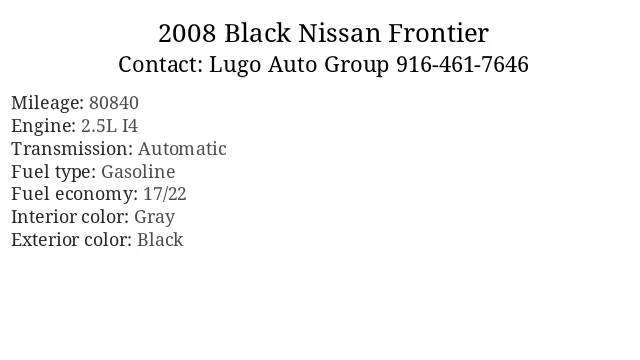 2008 Black Nissan Frontier
Contact: Lugo Auto Group 916-461-7646
Mileage: 80840
Engine: 2.5L I4
Transmission: Automatic
Fuel type: Gasoline
Fuel economy: 17/22
Interior color: Gray
Exterior color: Black